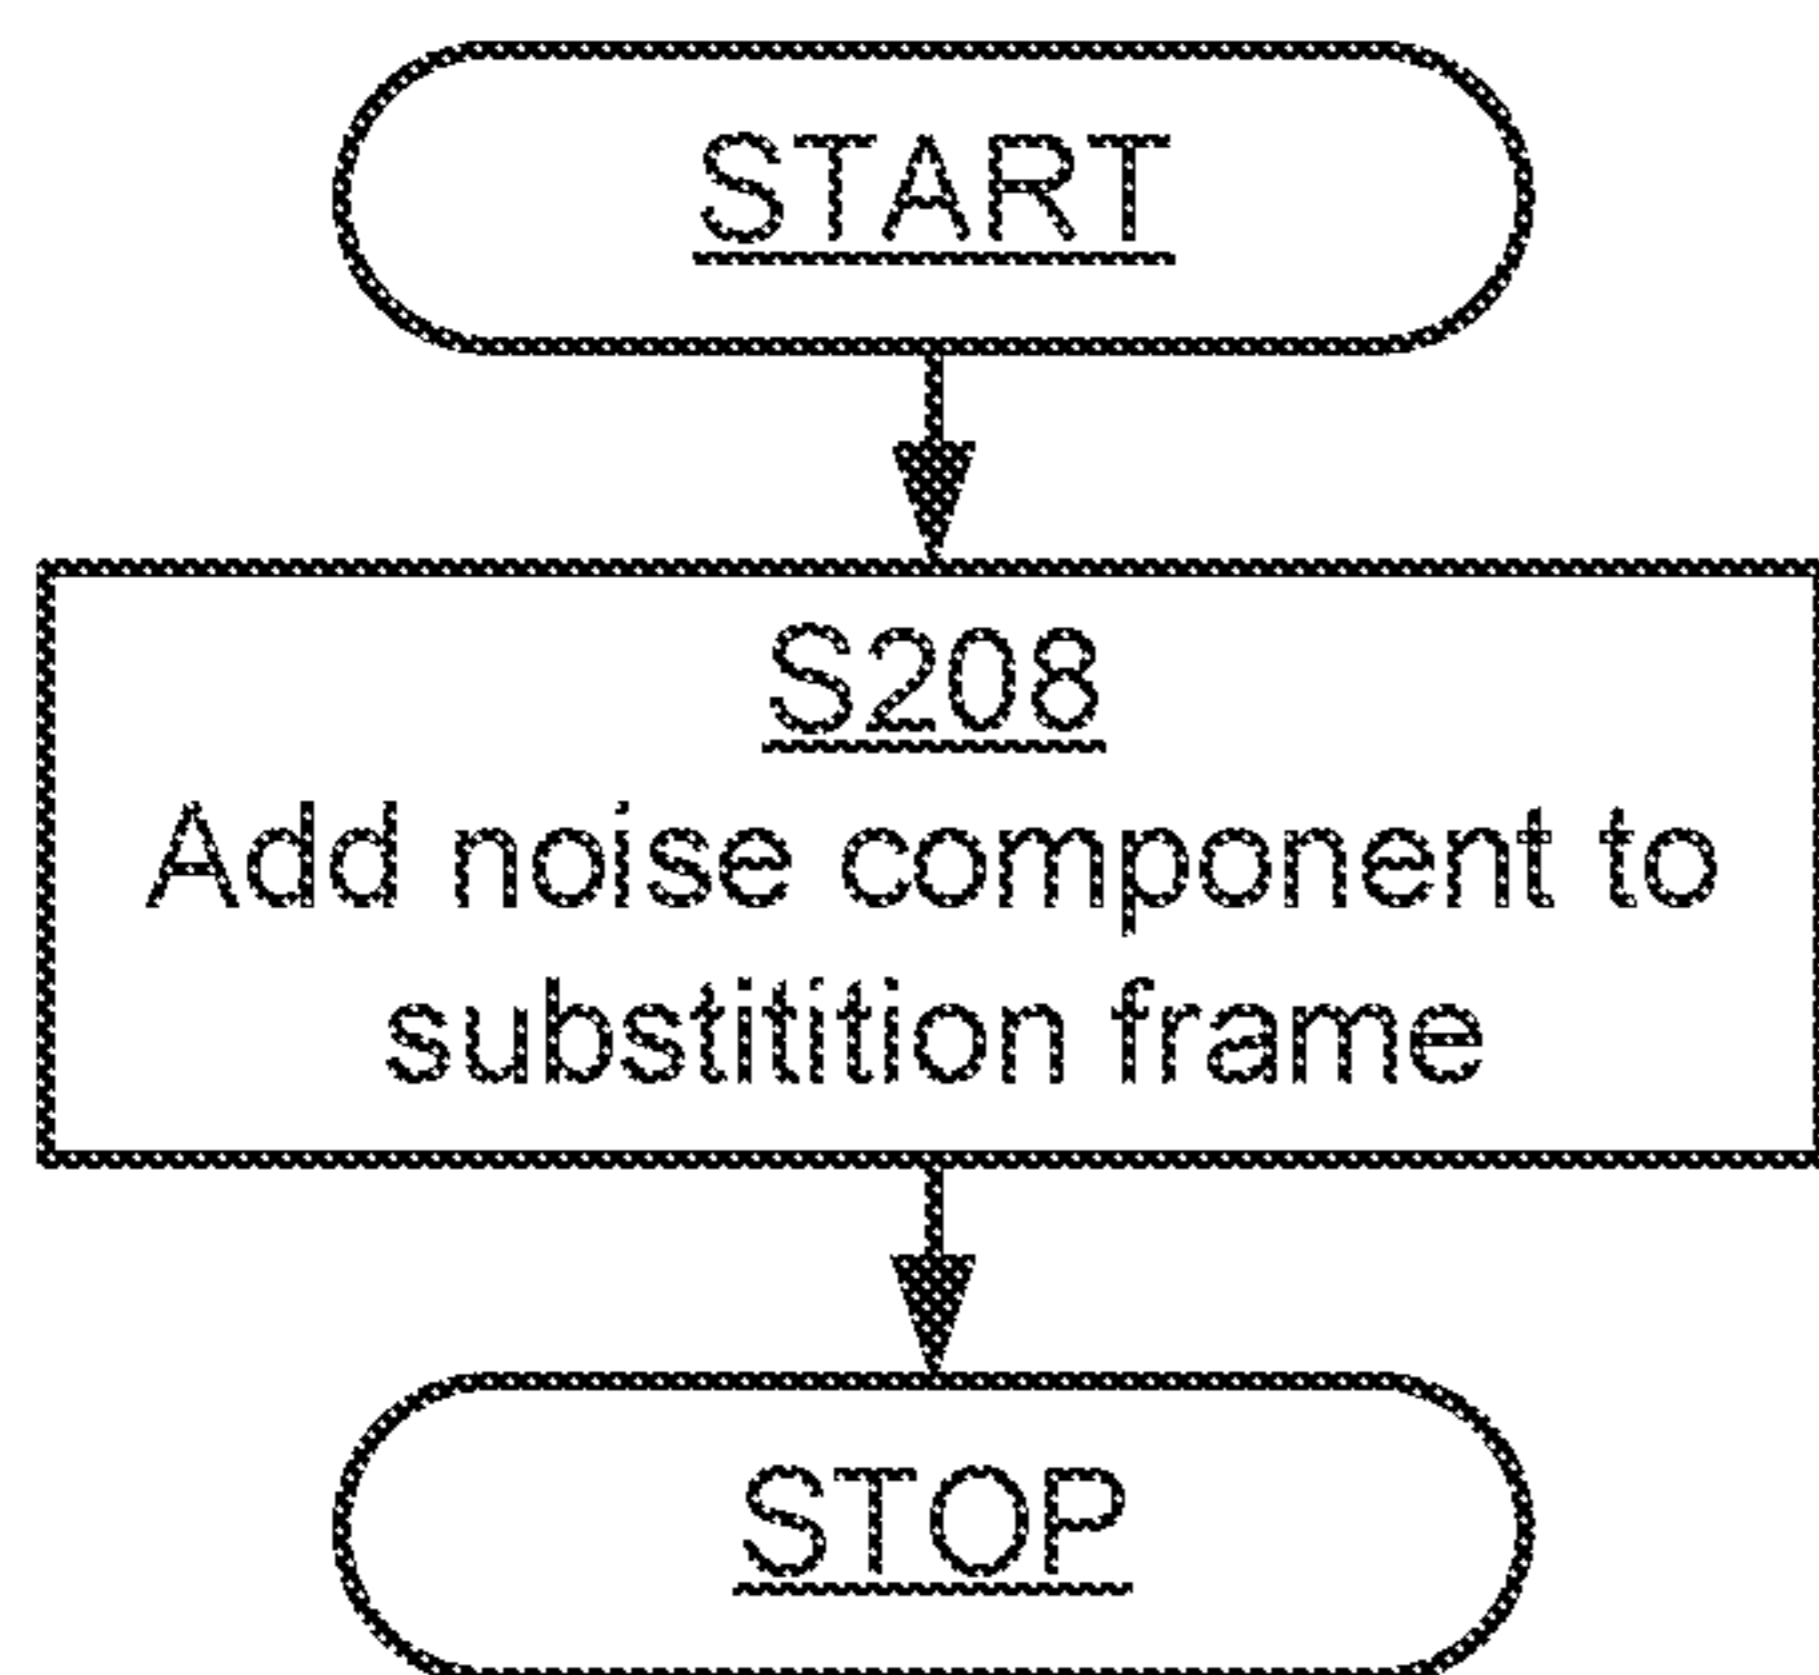 START
S208
Add noise component to
substitition frame
STOP